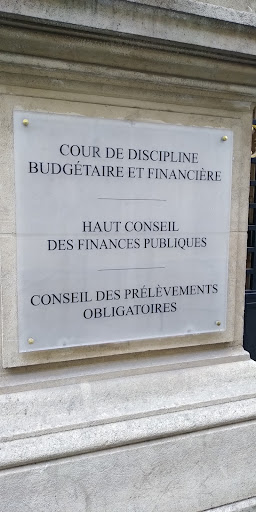 COUR DE DISCIPLINE
BUDGÉTAIRE ET FINANCIÈRE
HAUT CONSEIL
DES FINANCES PUBLIQUES
CONSEIL DES PRÉLÈVEMENTS
OBLIGATOIRES